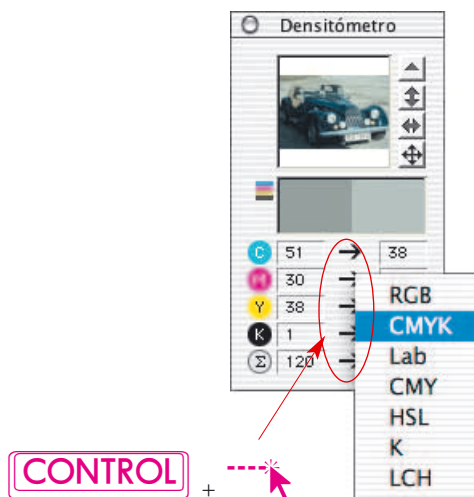 Densitómetro
C 51 → 38
M 30 →
Y 38 →
K 1 →
Σ 120 →
RGB
CMYK
Lab
CMY
HSL
K
LCH
CONTROL +